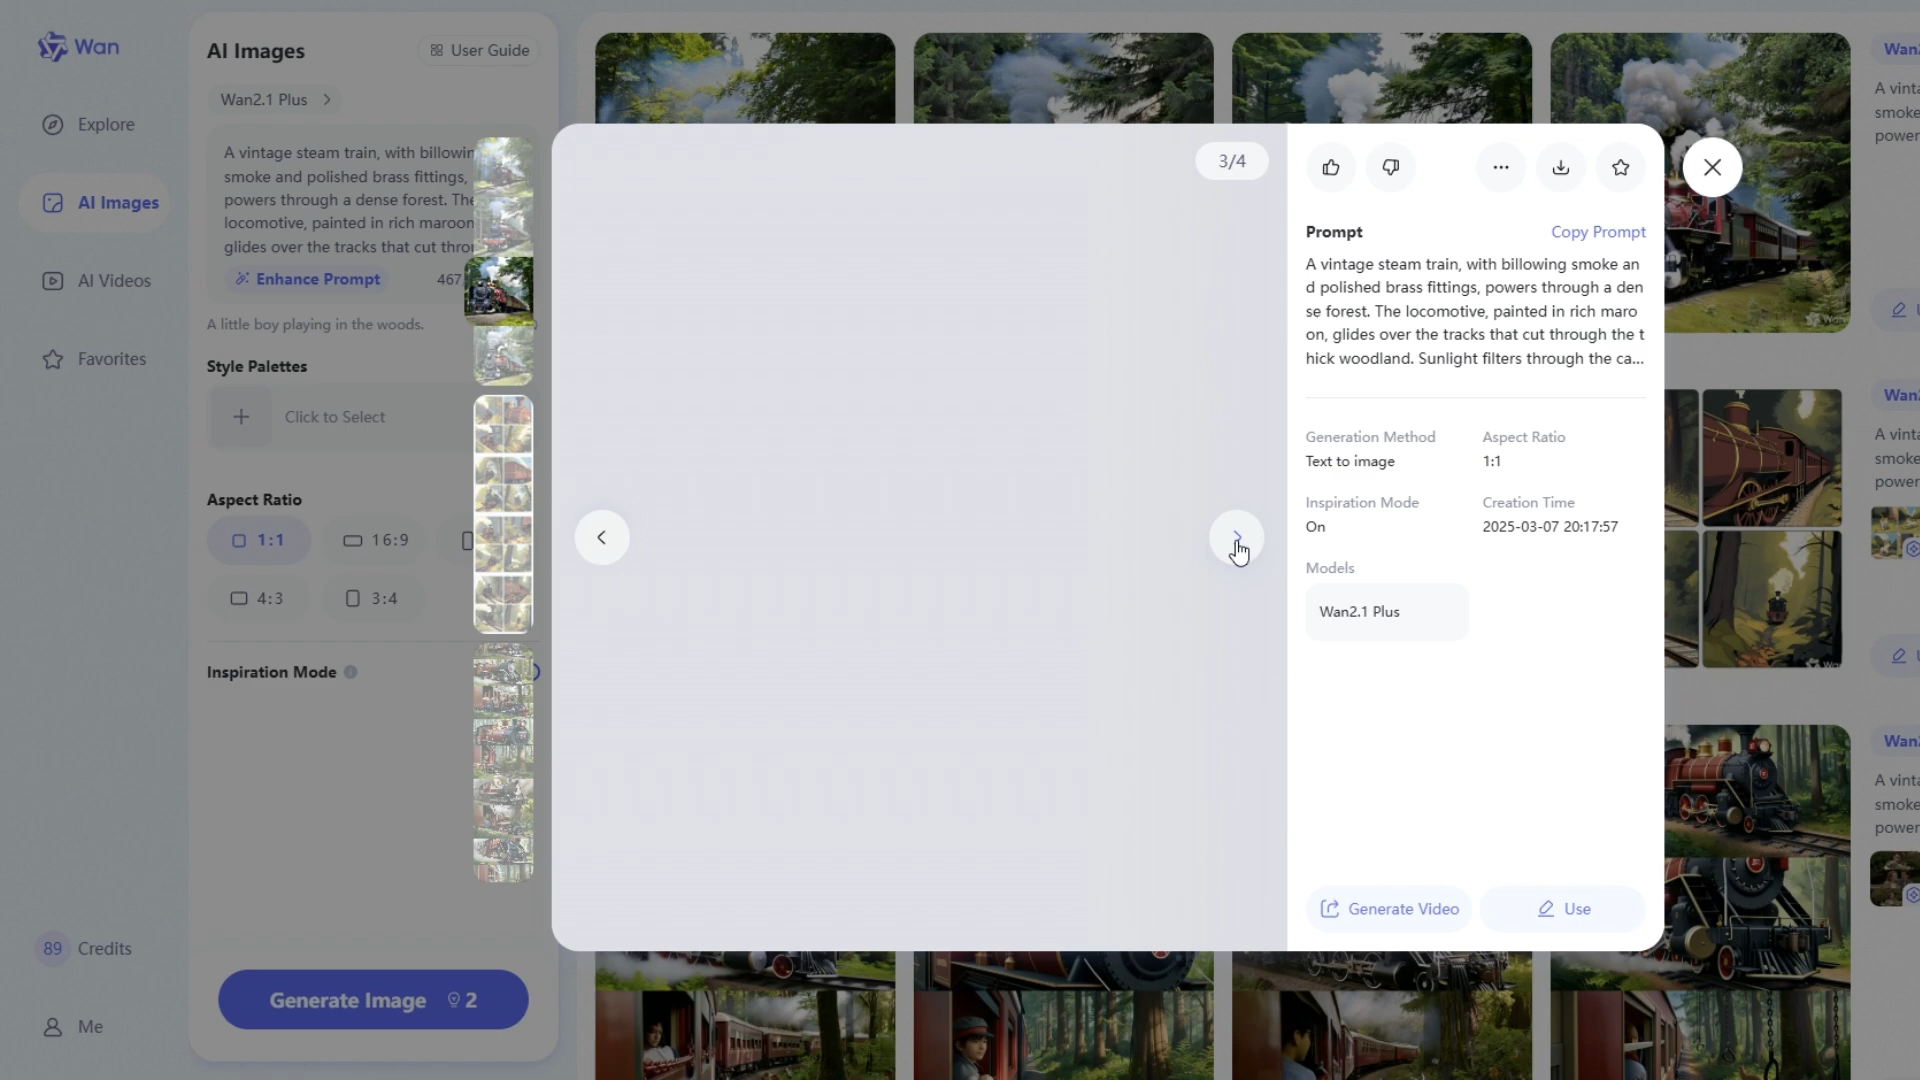 Wan
Explore
AI Images
AI Videos
Favorites
89 Credits
Me
AI Images
User Guide
Wan2.1 Plus
A vintage steam train, with billowin
smoke and polished brass fittings,
powers through a dense forest. The
locomotive, painted in rich maroon
glides over the tracks that cut throu
Enhance Prompt
467
A little boy playing in the woods.
Style Palettes
Click to Select
Aspect Ratio
1:1
16:9
4:3
3:4
Inspiration Mode
Generate Image 2
3/4
Prompt
Copy Prompt
A vintage steam train, with billowing smoke an
d polished brass fittings, powers through a den
se forest. The locomotive, painted in rich maro
on, glides over the tracks that cut through the t
hick woodland. Sunlight filters through the ca...
Generation Method
Aspect Ratio
Text to image
1:1
Inspiration Mode
Creation Time
On
2025-03-07 20:17:57
Models
Wan2.1 Plus
Generate Video
Use
Wan2
A vinta
smoke
power
U
Wan2
A vinta
smoke
power
U
Wan2
A vinta
smoke
power